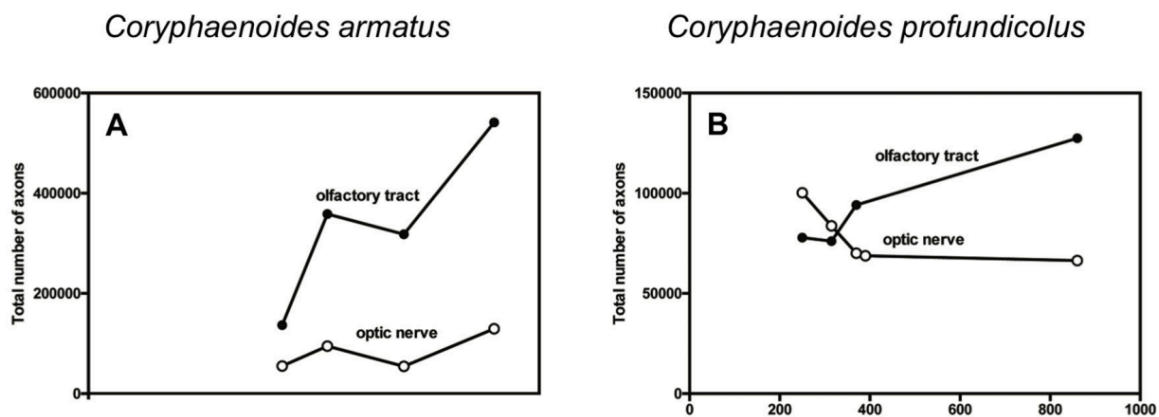 Coryphaenoides armatus
Coryphaenoides profundicolus
Total number of axons
600000
400000
200000
0
A
olfactory tract
optic nerve
Total number of axons
150000
100000
50000
0
B
olfactory tract
optic nerve
0 200 400 600 800 1000